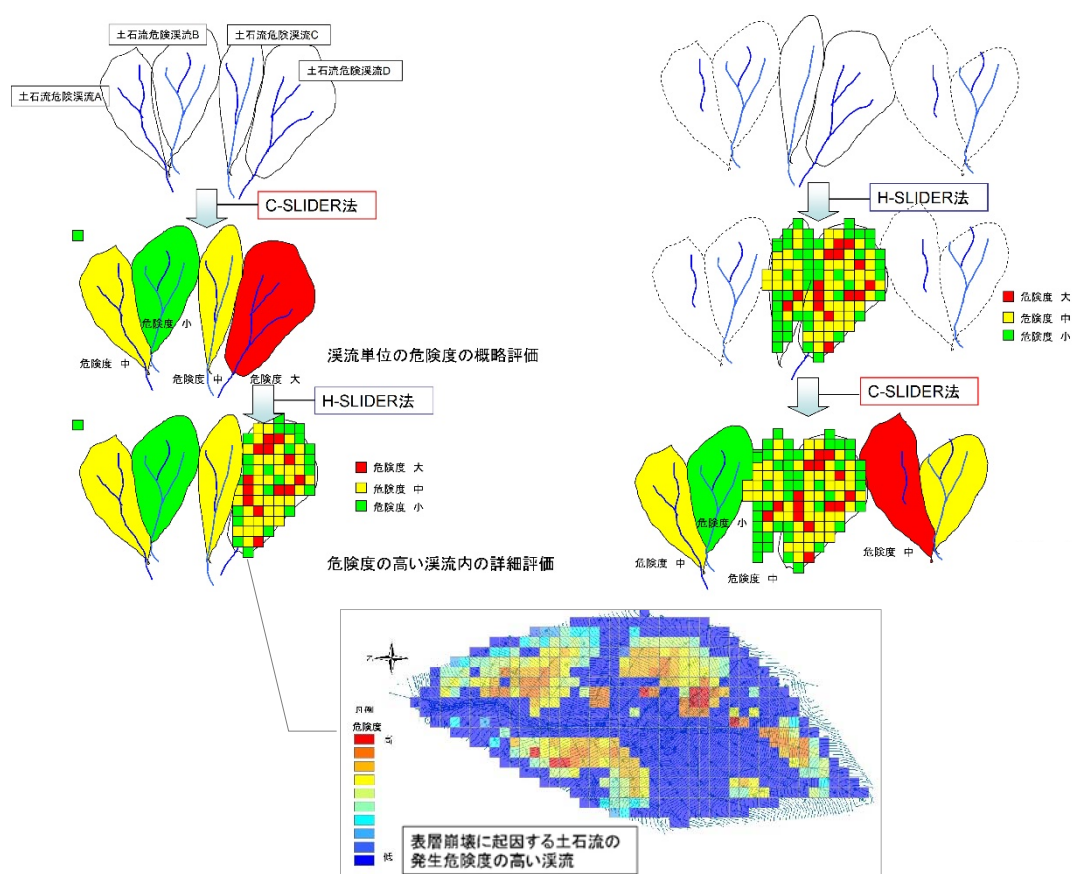 土石流危険渓流B
土石流危険渓流C
土石流危険渓流D
土石流危険渓流A
C-SLIDER法
危険度 小
危険度 中
危険度 中
危険度 大
渓流単位の危険度の概略評価
H-SLIDER法
危険度 大
危険度 中
危険度 小
危険度の高い渓流内の詳細評価
H-SLIDER法
危険度 大
危険度 中
危険度 小
C-SLIDER法
危険度 小
危険度 中
危険度 中
危険度 中
凡例
危険度
高
低
表層崩壊に起因する土石流の
発生危険度の高い渓流